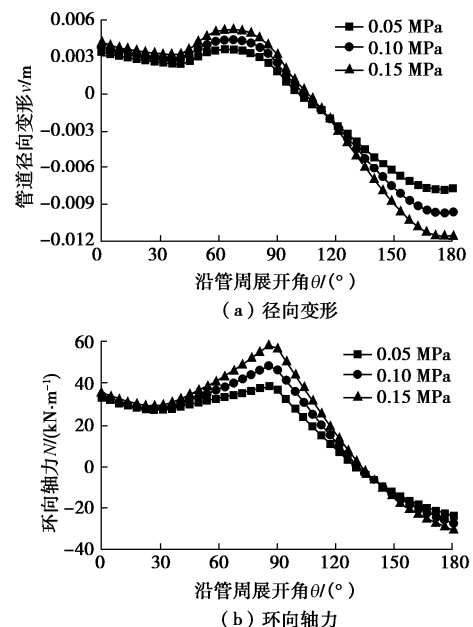 0.006
0.003
0
−0.003
−0.006
−0.009
−0.012
管道径向变形v/m
0.05 MPa
0.10 MPa
0.15 MPa
0 30 60 90 120 150 180
沿管周展开角θ/(°)
(a) 径向变形
60
40
20
0
−20
−40
环向轴力N/(kN·m⁻¹)
0.05 MPa
0.10 MPa
0.15 MPa
0 30 60 90 120 150 180
沿管周展开角θ/(°)
(b) 环向轴力